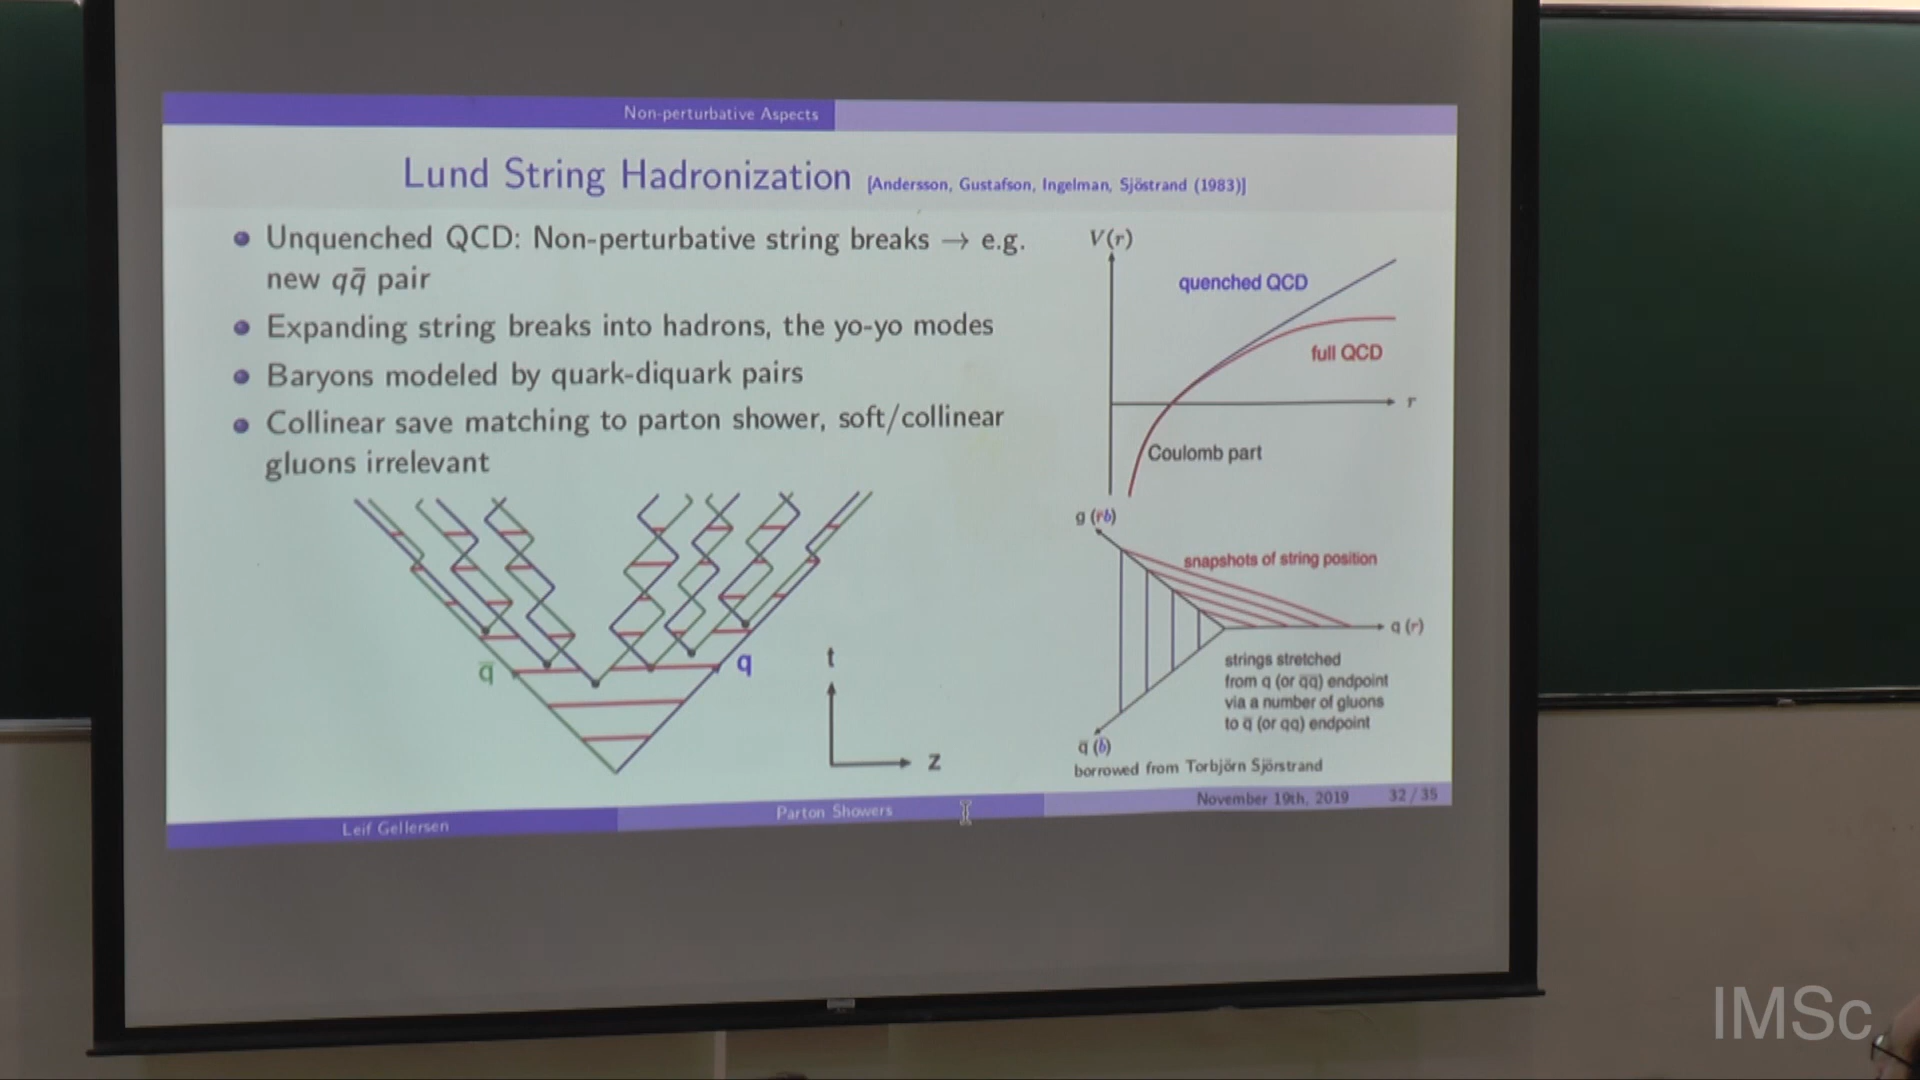 Non-perturbative Aspects
Lund String Hadronization [Andersson, Gustafson, Ingelman, Sjöstrand (1983)]
Unquenched QCD: Non-perturbative string breaks → e.g.
new qq̄ pair
Expanding string breaks into hadrons, the yo-yo modes
Baryons modeled by quark-diquark pairs
Collinear save matching to parton shower, soft/collinear
gluons irrelevant
q̄
q
t
z
V(r)
quenched QCD
full QCD
r
Coulomb part
g (rb̄)
snapshots of string position
q (r)
strings stretched
from q (or q̄q̄) endpoint
via a number of gluons
to q̄ (or qq) endpoint
q̄ (b̄)
borrowed from Torbjörn Sjörstrand
Leif Gellersen
Parton Showers
November 19th, 2019 32 / 35
IMSc